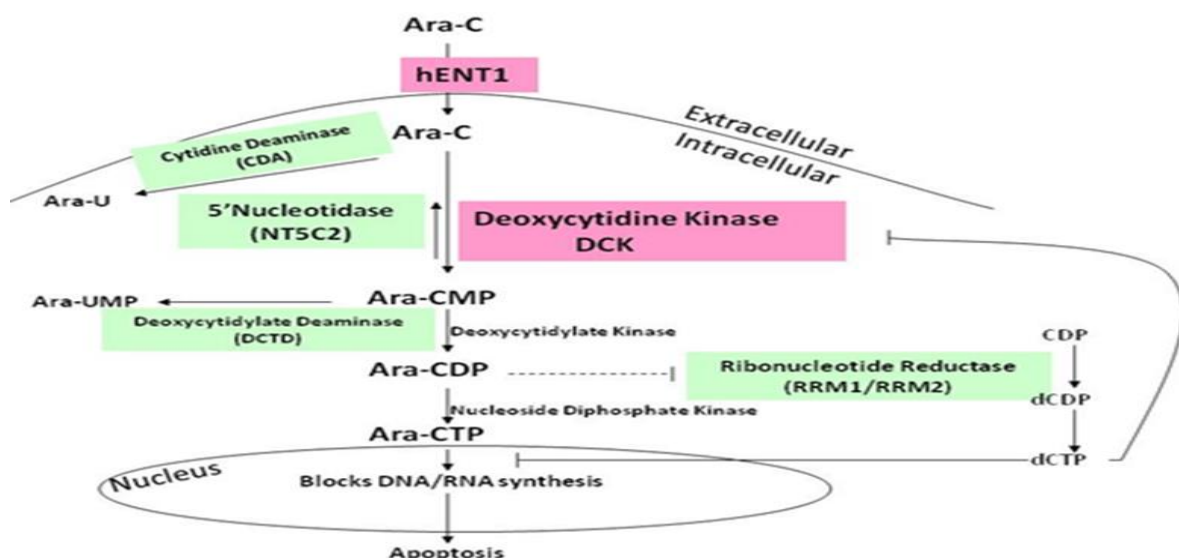 Ara-C
hENT1
Ara-C
Extracellular
Intracellular
Cytidine Deaminase
(CDA)
Ara-U
5'Nucleotidase
(NT5C2)
Deoxycytidine Kinase
DCK
Ara-UMP
Ara-CMP
Deoxycytidylate Deaminase
(DCTD)
Deoxycytidylate Kinase
CDP
Ara-CDP
Ribonucleotide Reductase
(RRM1/RRM2)
dCDP
Nucleoside Diphosphate Kinase
Ara-CTP
dCTP
Nucleus
Blocks DNA/RNA synthesis
Apoptosis